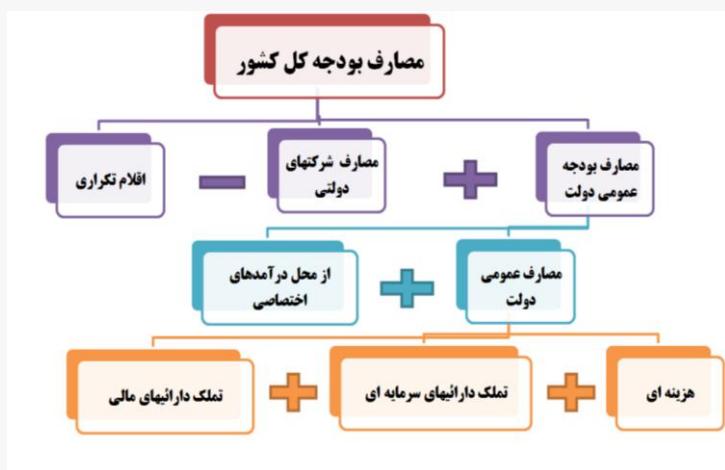 مصارف بودجه کل کشور
مصارف بودجه
عمومی دولت
مصارف شرکتهای
دولتی
اقلام تکراری
مصارف عمومی
دولت
از محل درآمدهای
اختصاصی
هزینه ای
تملک دارائیهای سرمایه ای
تملک دارائیهای مالی